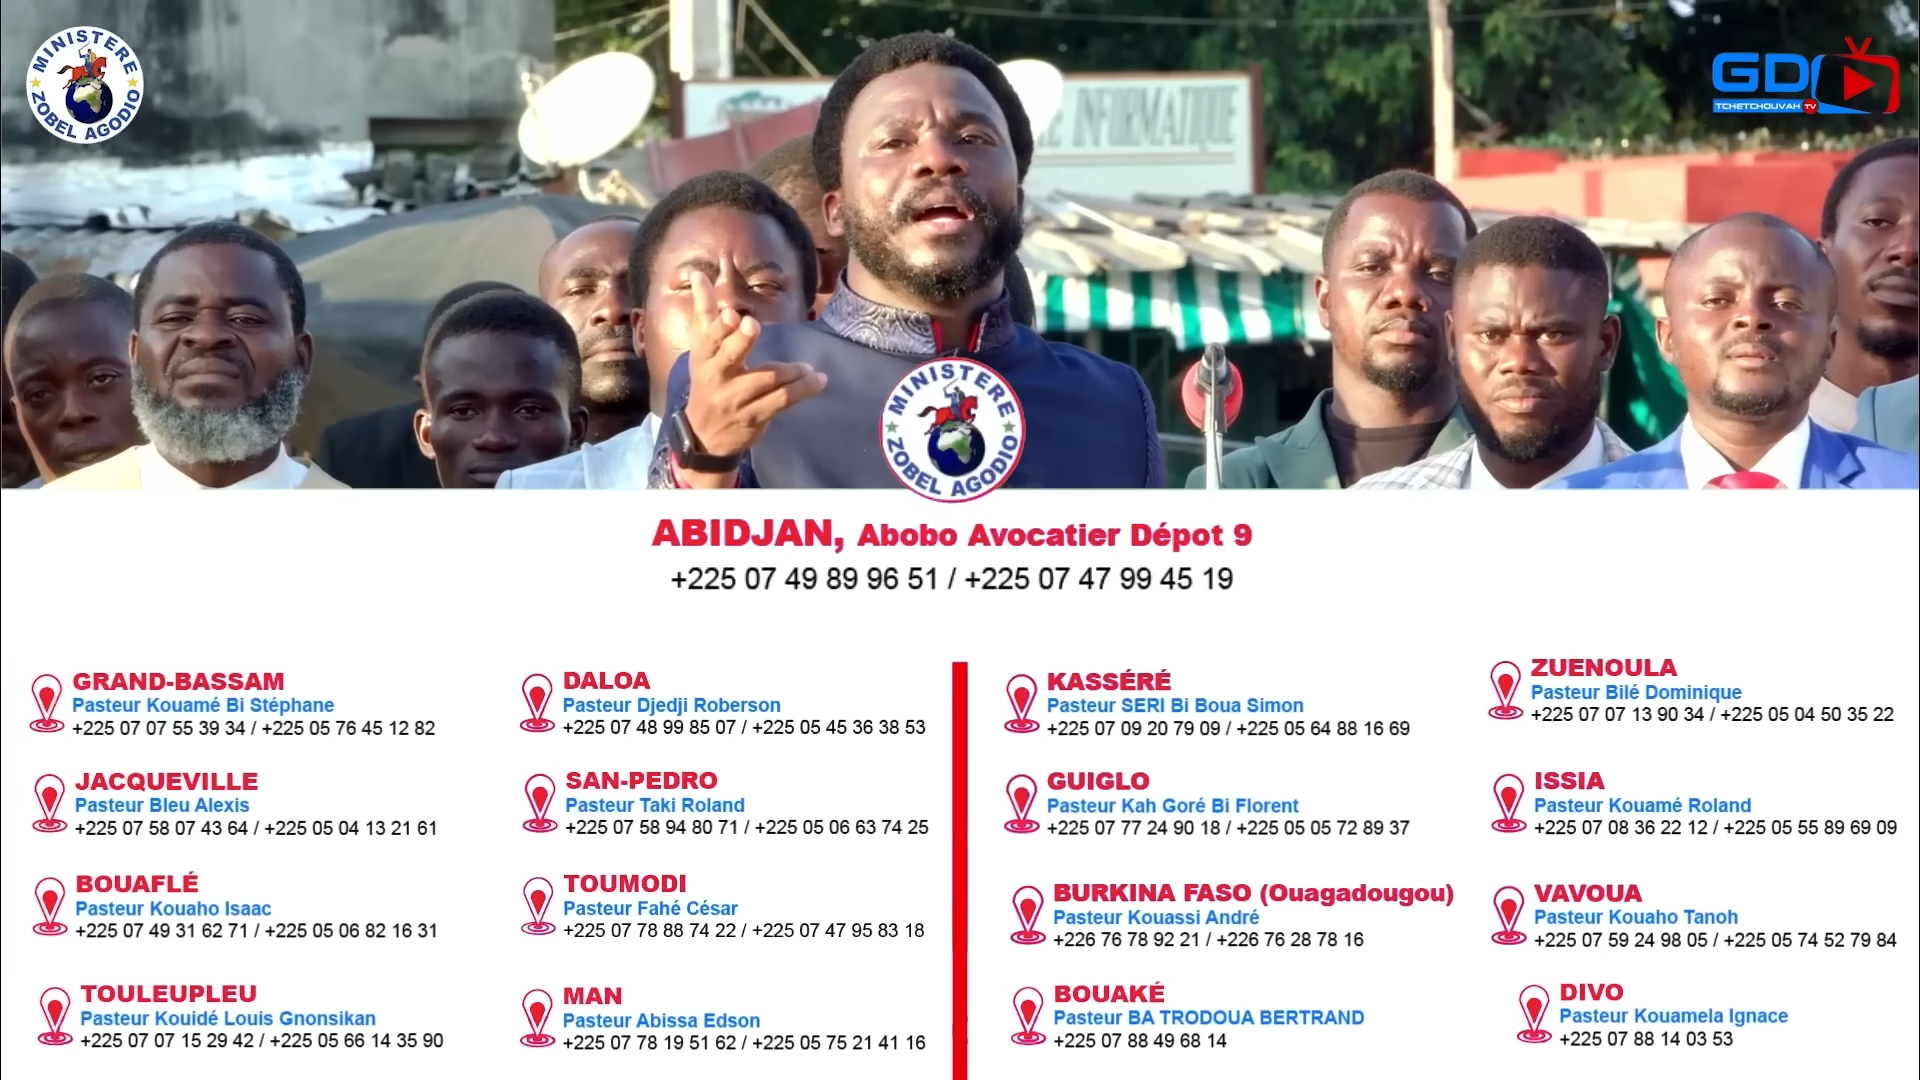 MINISTERE
ZOBEL AGODIO
GD
TCHETCHOUVAH TV
INFORMATIQUE
MINISTERE
ZOBEL AGODIO
ABIDJAN, Abobo Avocatier Dépot 9
+225 07 49 89 96 51 / +225 07 47 99 45 19
GRAND-BASSAM
Pasteur Kouamé Bi Stéphane
+225 07 07 55 39 34 / +225 05 76 45 12 82
JACQUEVILLE
Pasteur Bleu Alexis
+225 07 58 07 43 64 / +225 05 04 13 21 61
BOUAFLÉ
Pasteur Kouaho Isaac
+225 07 49 31 62 71 / +225 05 06 82 16 31
TOULEUPLEU
Pasteur Kouidé Louis Gnonsikan
+225 07 07 15 29 42 / +225 05 66 14 35 90
DALOA
Pasteur Djedji Roberson
+225 07 48 99 85 07 / +225 05 45 36 38 53
SAN-PEDRO
Pasteur Taki Roland
+225 07 58 94 80 71 / +225 05 06 63 74 25
TOUMODI
Pasteur Fahé César
+225 07 78 88 74 22 / +225 07 47 95 83 18
MAN
Pasteur Abissa Edson
+225 07 78 19 51 62 / +225 05 75 21 41 16
KASSÉRÉ
Pasteur SERI Bi Boua Simon
+225 07 09 20 79 09 / +225 05 64 88 16 69
GUIGLO
Pasteur Kah Goré Bi Florent
+225 07 77 24 90 18 / +225 05 05 72 89 37
BURKINA FASO (Ouagadougou)
Pasteur Kouassi André
+226 76 78 92 21 / +226 76 28 78 16
BOUAKÉ
Pasteur BA TRODOUA BERTRAND
+225 07 88 49 68 14
ZUENOULA
Pasteur Bilé Dominique
+225 07 07 13 90 34 / +225 05 04 50 35 22
ISSIA
Pasteur Kouamé Roland
+225 07 08 36 22 12 / +225 05 55 89 69 09
VAVOUA
Pasteur Kouaho Tanoh
+225 07 59 24 98 05 / +225 05 74 52 79 84
DIVO
Pasteur Kouamela Ignace
+225 07 88 14 03 53